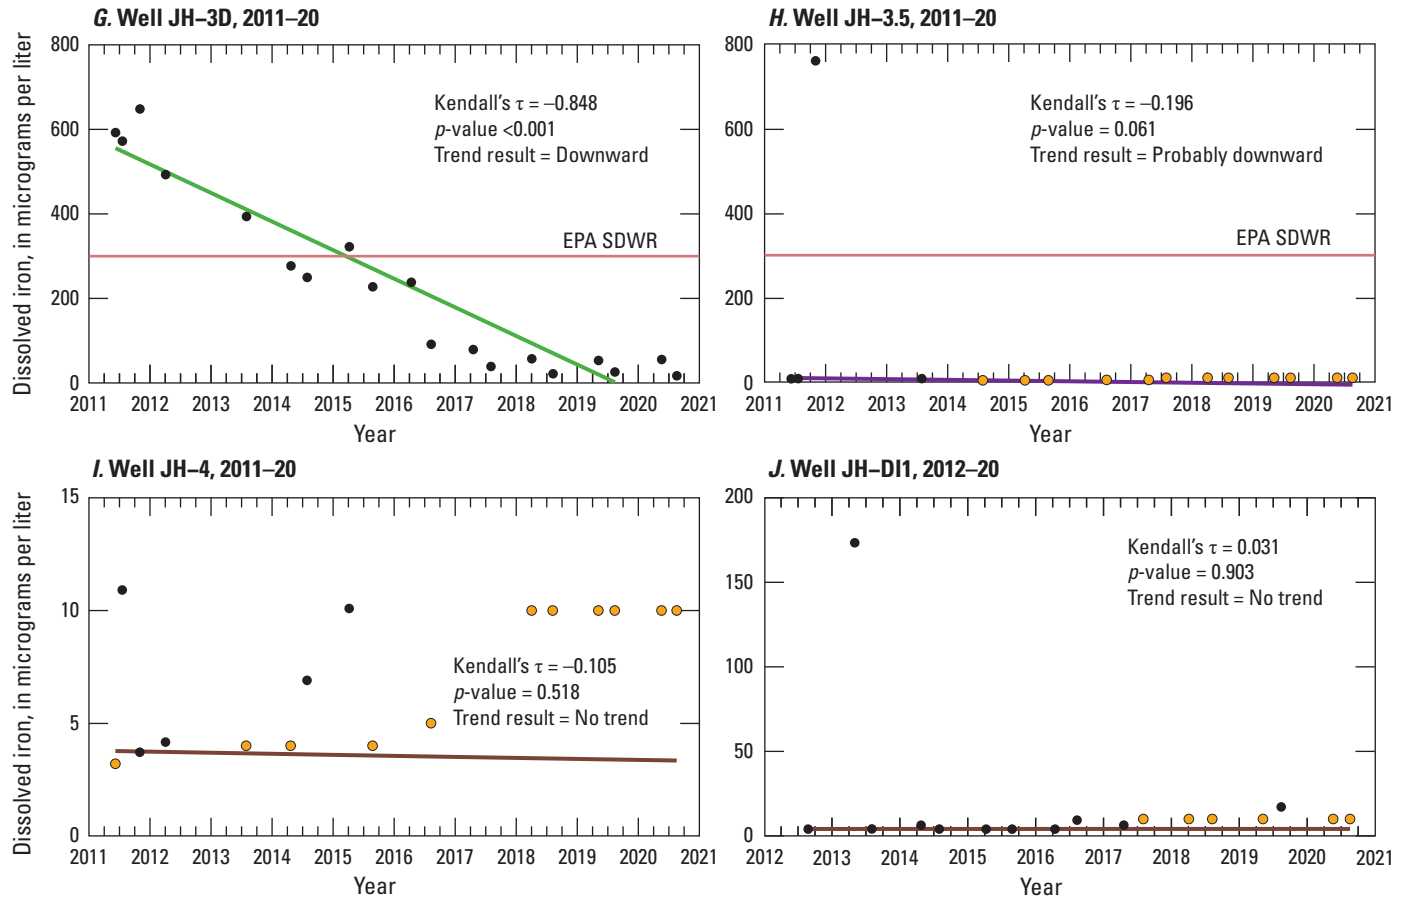 G. Well JH–3D, 2011–20
Dissolved iron, in micrograms per liter
800
600
400
200
0
Kendall's τ = –0.848
p-value <0.001
Trend result = Downward
EPA SDWR
2011 2012 2013 2014 2015 2016 2017 2018 2019 2020 2021
Year
H. Well JH–3.5, 2011–20
800
600
400
200
0
Kendall's τ = –0.196
p-value = 0.061
Trend result = Probably downward
EPA SDWR
2011 2012 2013 2014 2015 2016 2017 2018 2019 2020 2021
Year
I. Well JH–4, 2011–20
Dissolved iron, in micrograms per liter
15
10
5
0
Kendall's τ = –0.105
p-value = 0.518
Trend result = No trend
2011 2012 2013 2014 2015 2016 2017 2018 2019 2020 2021
Year
J. Well JH–DI1, 2012–20
200
150
100
50
0
Kendall's τ = 0.031
p-value = 0.903
Trend result = No trend
2012 2013 2014 2015 2016 2017 2018 2019 2020 2021
Year